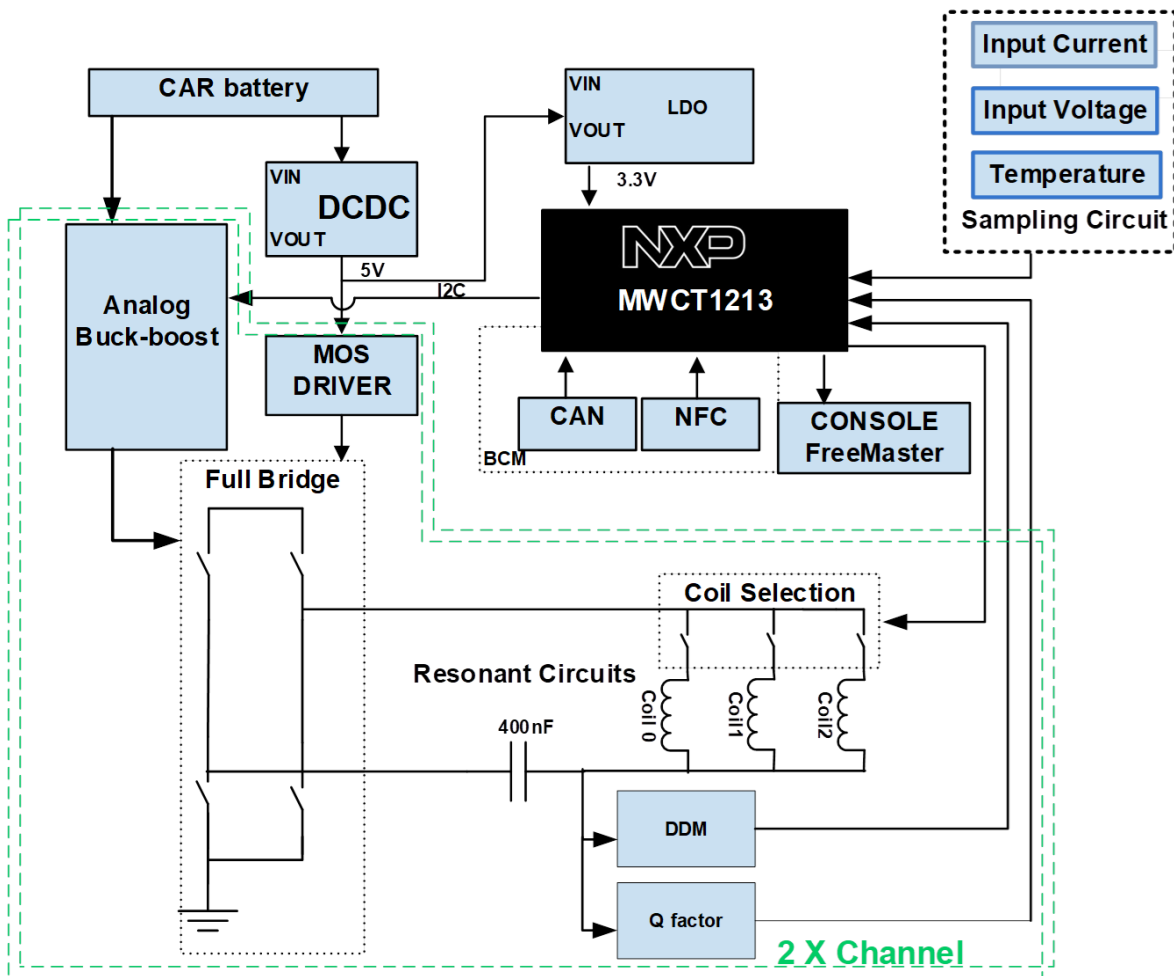 Input Current
Input Voltage
Temperature
Sampling Circuit
CAR battery
VIN
LDO
VOUT
3.3V
VIN
DCDC
VOUT
5V
I2C
NXP
MWCT1213
Analog
Buck-boost
MOS
DRIVER
CAN
NFC
BCM
CONSOLE
FreeMaster
Full Bridge
Coil Selection
Resonant Circuits
Coil 0
Coil1
Coil2
400nF
DDM
Q factor
2 X Channel